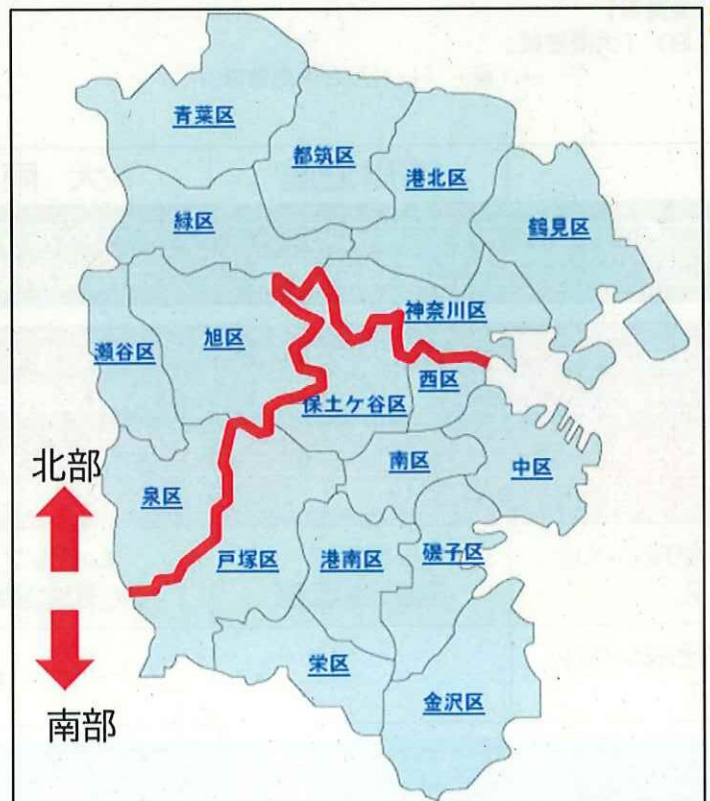 青葉区
都筑区
港北区
緑区
鶴見区
神奈川区
瀬谷区
旭区
保土ケ谷区
西区
北部
泉区
南区
中区
戸塚区
港南区
磯子区
栄区
金沢区
南部